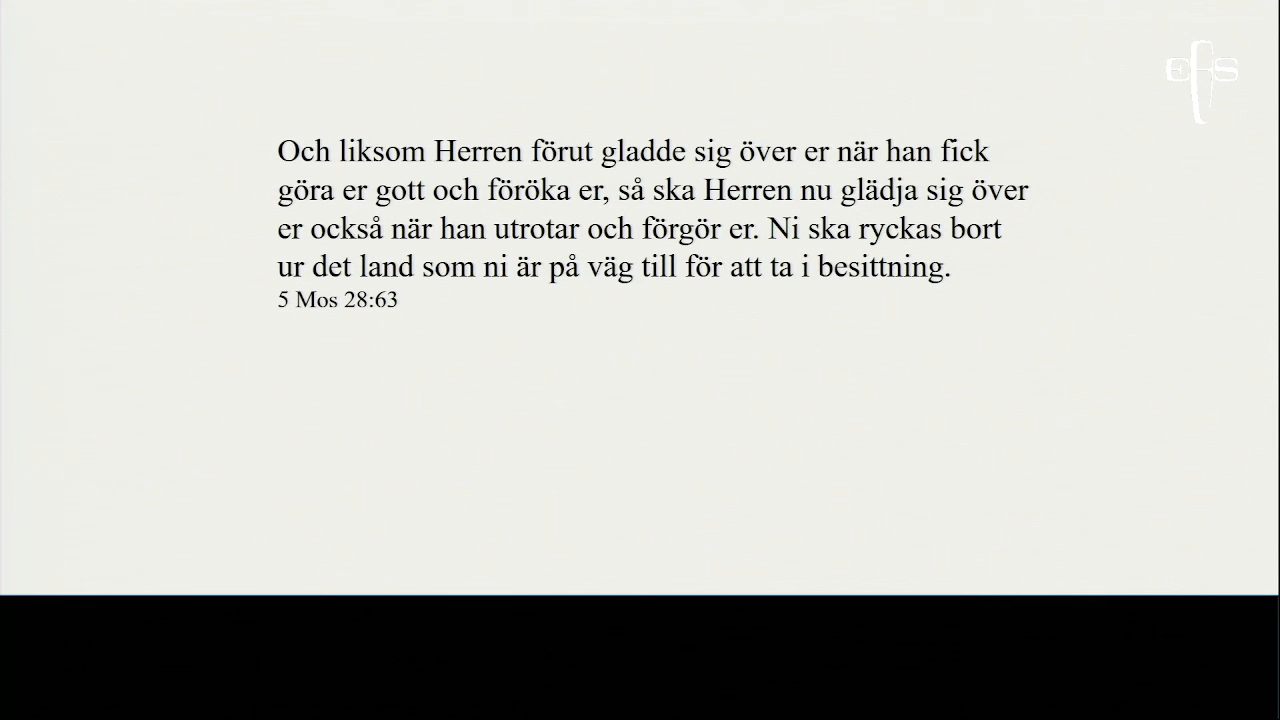 EFS
Och liksom Herren förut gladde sig över er när han fick
göra er gott och föröka er, så ska Herren nu glädja sig över
er också när han utrotar och förgör er. Ni ska ryckas bort
ur det land som ni är på väg till för att ta i besittning.
5 Mos 28:63